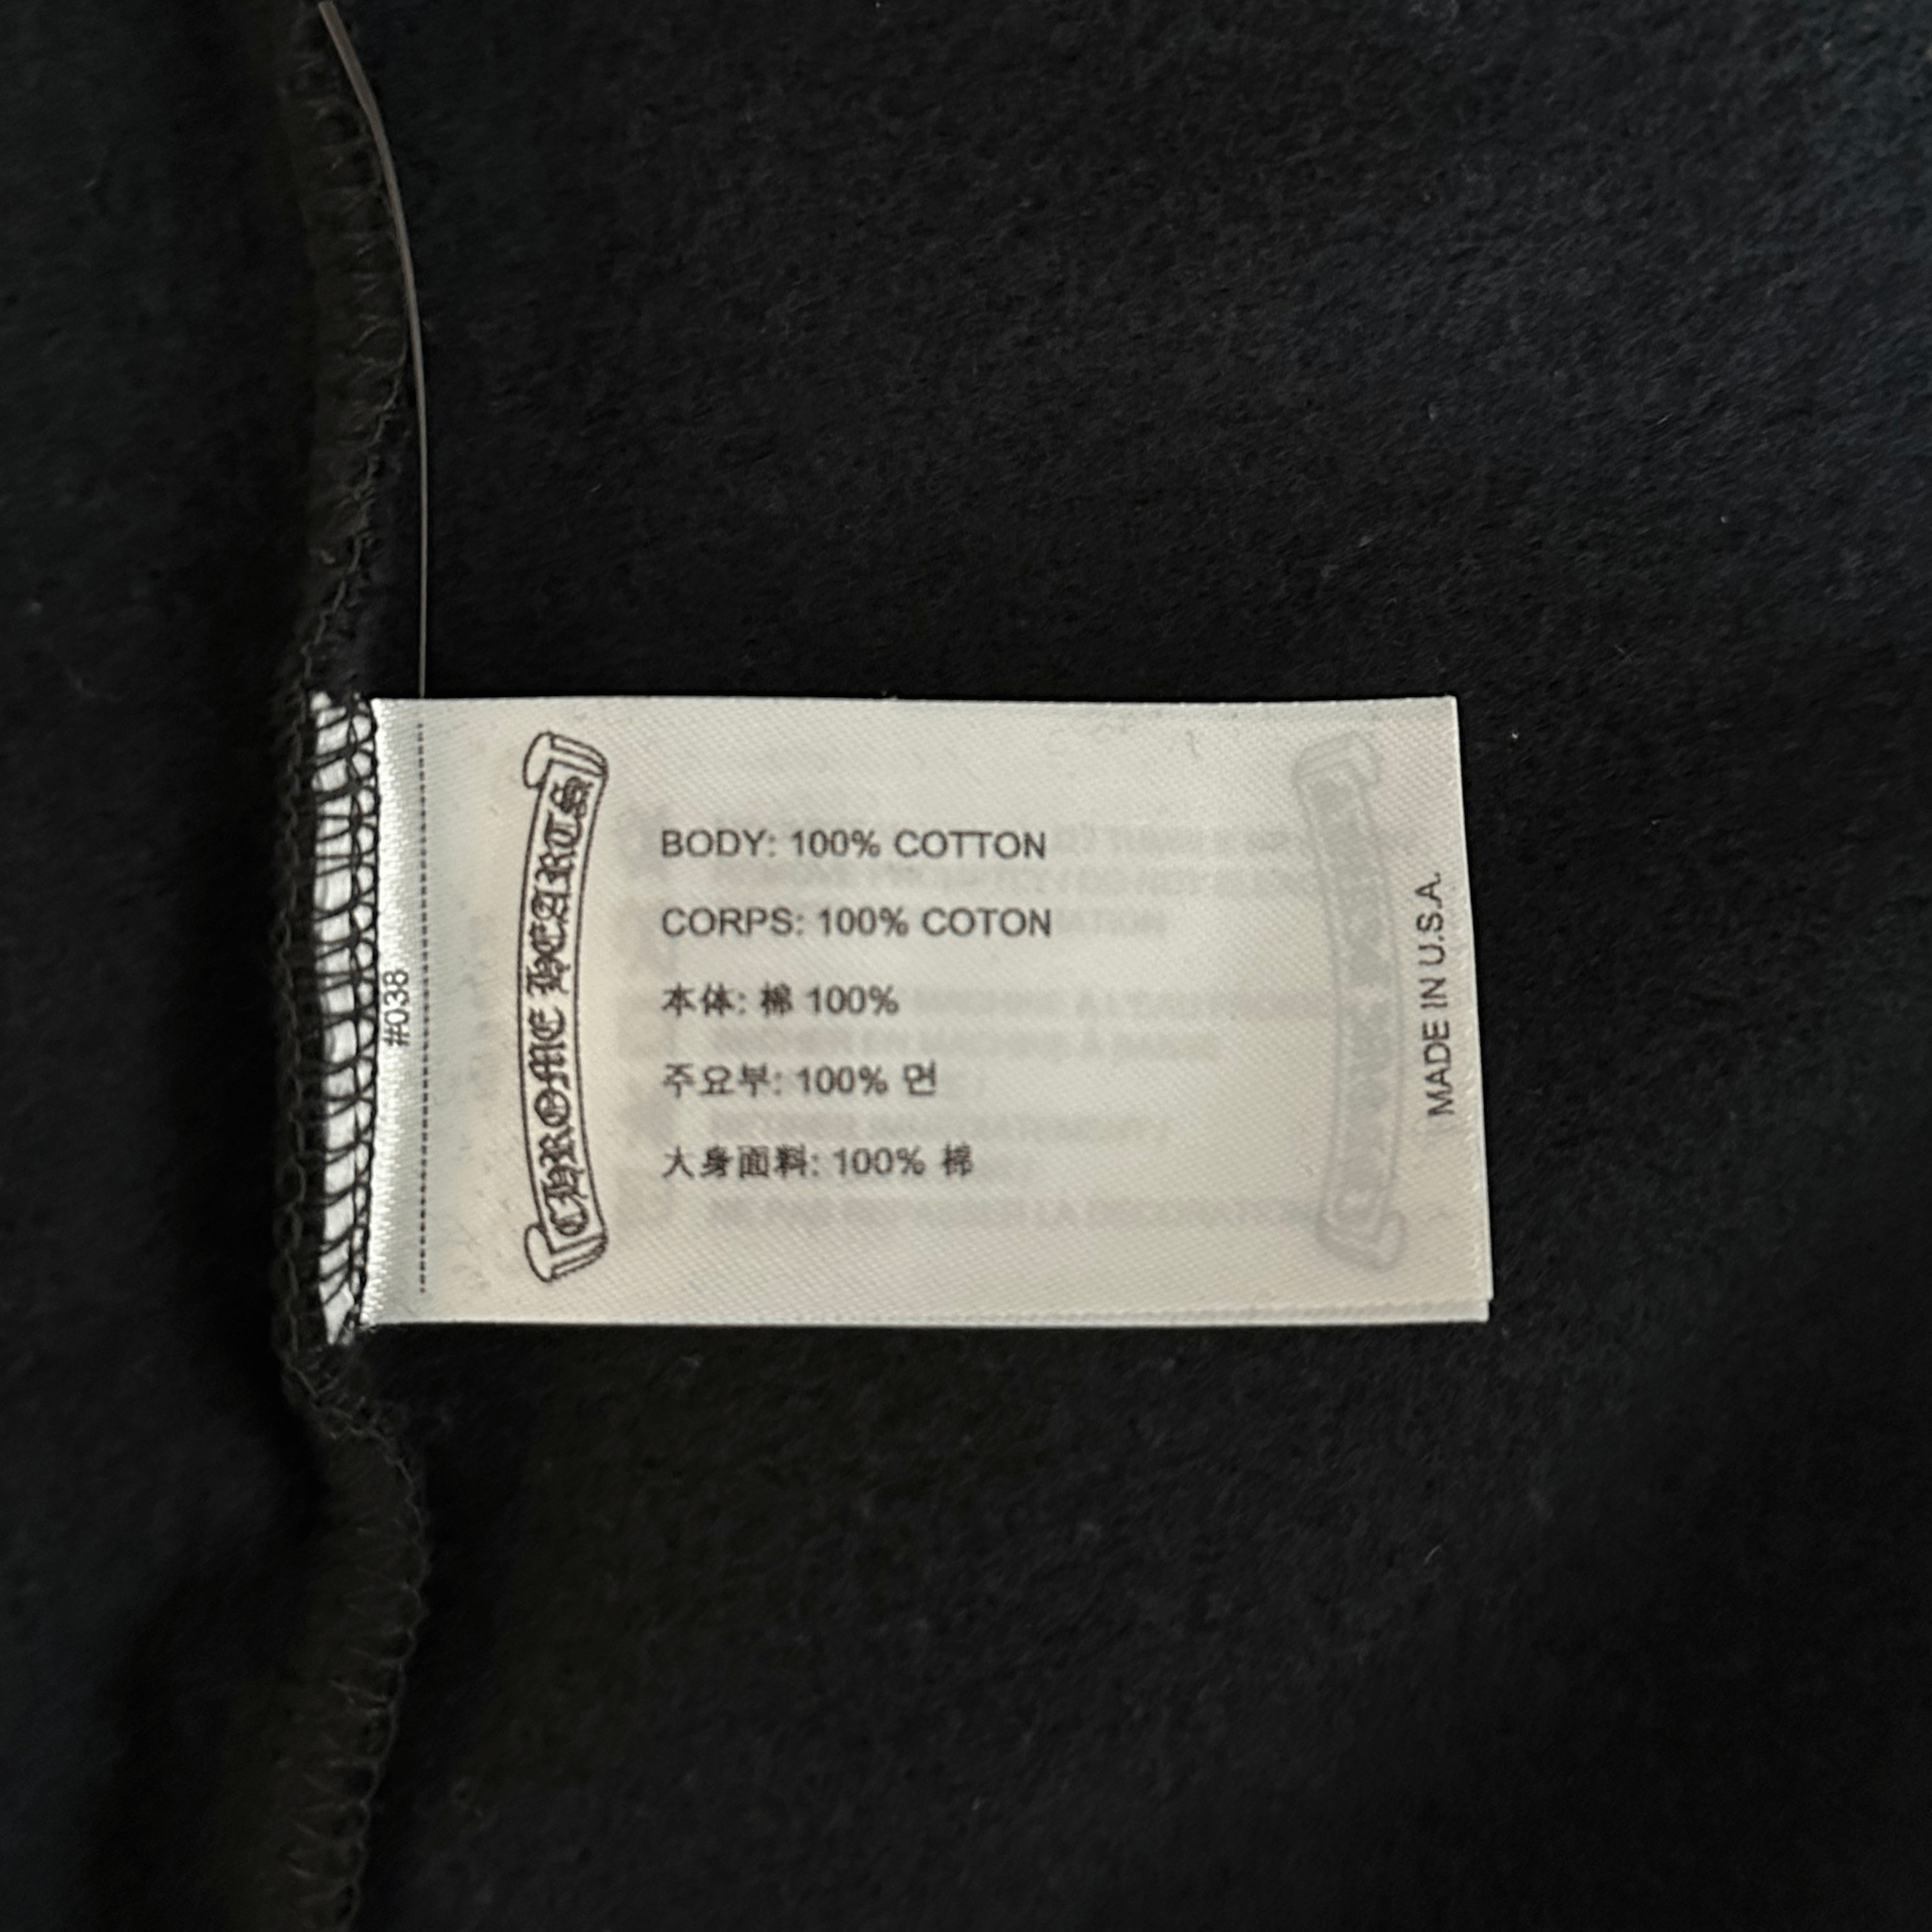 #038
CHROME HEARTS
BODY: 100% COTTON
CORPS: 100% COTON
本体: 棉 100%
주요부: 100% 면
大身面料: 100% 棉
MADE IN U.S.A.